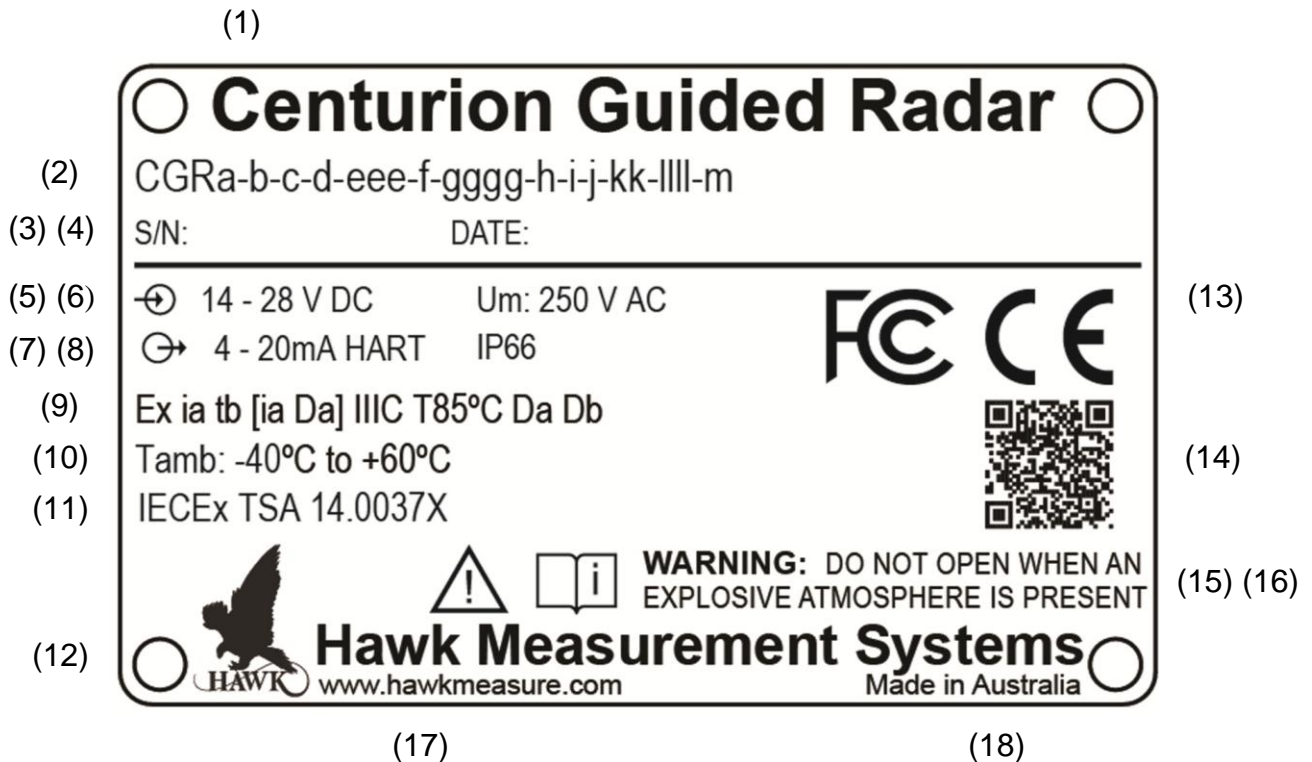 (1)
Centurion Guided Radar
(2) CGRa-b-c-d-eee-f-gggg-h-i-j-kk-llll-m
(3) (4) S/N: DATE:
(5) (6) 14 - 28 V DC Um: 250 V AC FC CE (13)
(7) (8) 4 - 20mA HART IP66
(9) Ex ia tb [ia Da] IIIC T85ºC Da Db
(10) Tamb: -40ºC to +60ºC (14)
(11) IECEx TSA 14.0037X
! i WARNING: DO NOT OPEN WHEN AN
EXPLOSIVE ATMOSPHERE IS PRESENT (15) (16)
(12) HAWK Hawk Measurement Systems
www.hawkmeasure.com Made in Australia
(17) (18)